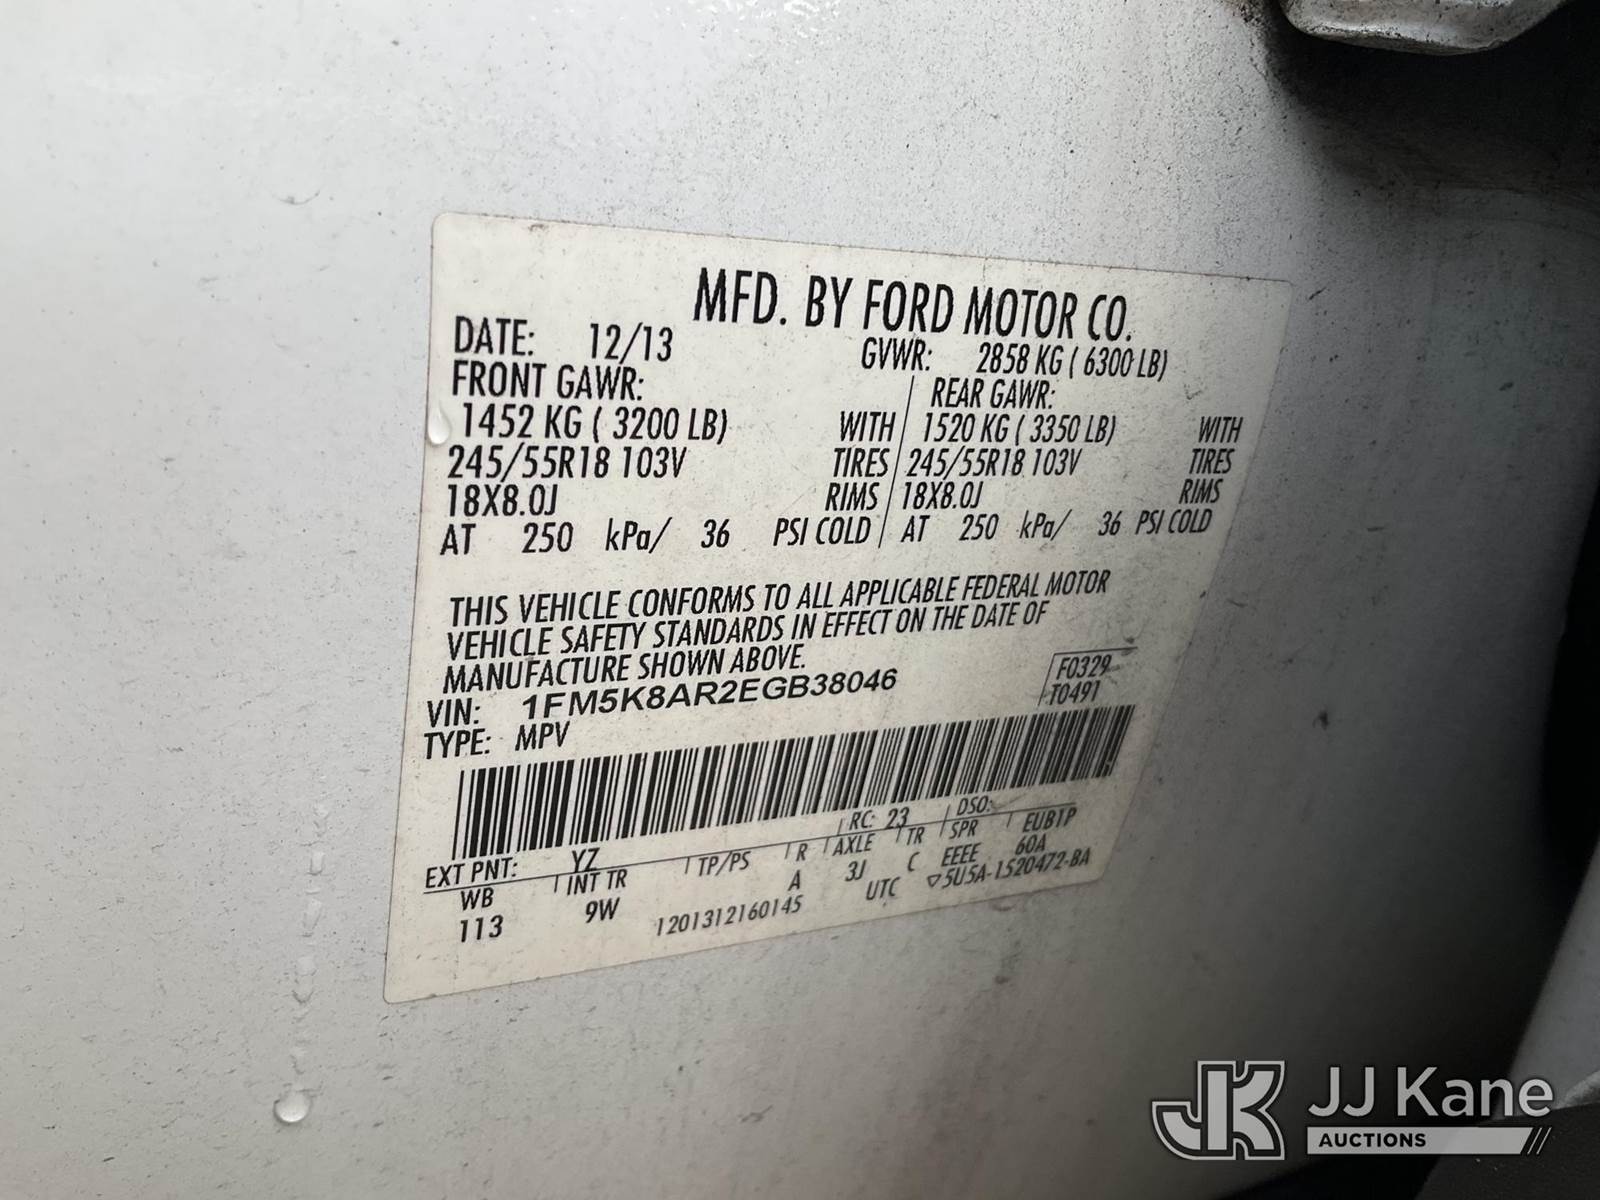 MFD. BY FORD MOTOR CO.
DATE: 12/13 GVWR: 2858 KG ( 6300 LB)
FRONT GAWR: REAR GAWR:
1452 KG ( 3200 LB) WITH 1520 KG ( 3350 LB) WITH
245/55R18 103V TIRES 245/55R18 103V TIRES
18X8.0J RIMS 18X8.0J RIMS
AT 250 kPa/ 36 PSI COLD AT 250 kPa/ 36 PSI COLD
THIS VEHICLE CONFORMS TO ALL APPLICABLE FEDERAL MOTOR
VEHICLE SAFETY STANDARDS IN EFFECT ON THE DATE OF
MANUFACTURE SHOWN ABOVE.
VIN: 1FM5K8AR2EGB38046 F0329
TYPE: MPV T0491
EXT PNT: YZ RC: 23 DSO:
WB INT TR TP/PS R AXLE TR SPR EUB1P
113 9W A 3J C EEEE 60A
1201312160145 UTC ▽5U5A-1520472-BA
JK JJ Kane
AUCTIONS